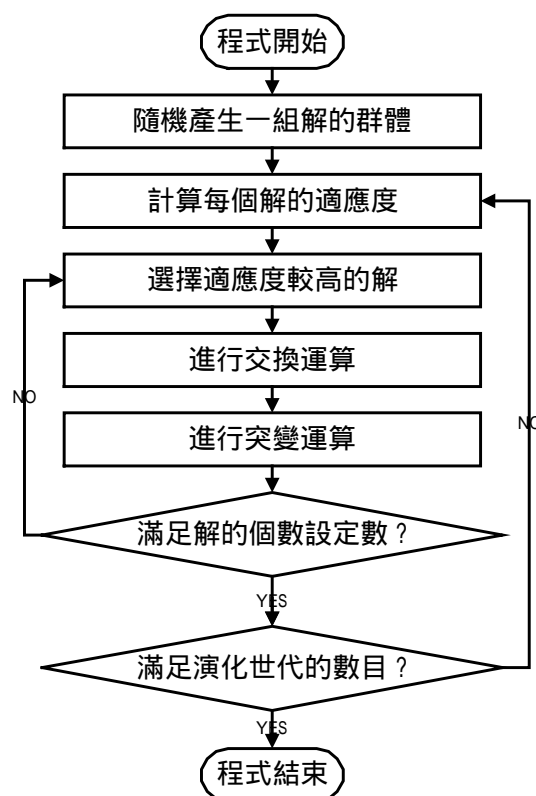 程式開始
隨機產生一組解的群體
計算每個解的適應度
選擇適應度較高的解
進行交換運算
NO
NO
進行突變運算
滿足解的個數設定數？
YES
滿足演化世代的數目？
YES
程式結束